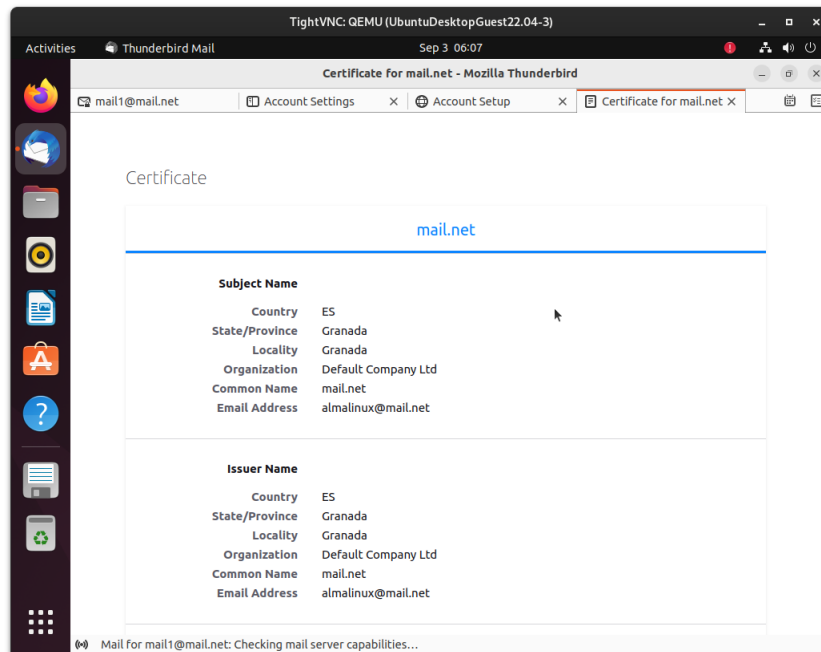 TightVNC: QEMU (UbuntuDesktopGuest22.04-3)
Activities Thunderbird Mail Sep 3 06:07
Certificate for mail.net - Mozilla Thunderbird
mail1@mail.net Account Settings Account Setup Certificate for mail.net
Certificate
mail.net
Subject Name
Country ES
State/Province Granada
Locality Granada
Organization Default Company Ltd
Common Name mail.net
Email Address almalinux@mail.net
Issuer Name
Country ES
State/Province Granada
Locality Granada
Organization Default Company Ltd
Common Name mail.net
Email Address almalinux@mail.net
Mail for mail1@mail.net: Checking mail server capabilities...